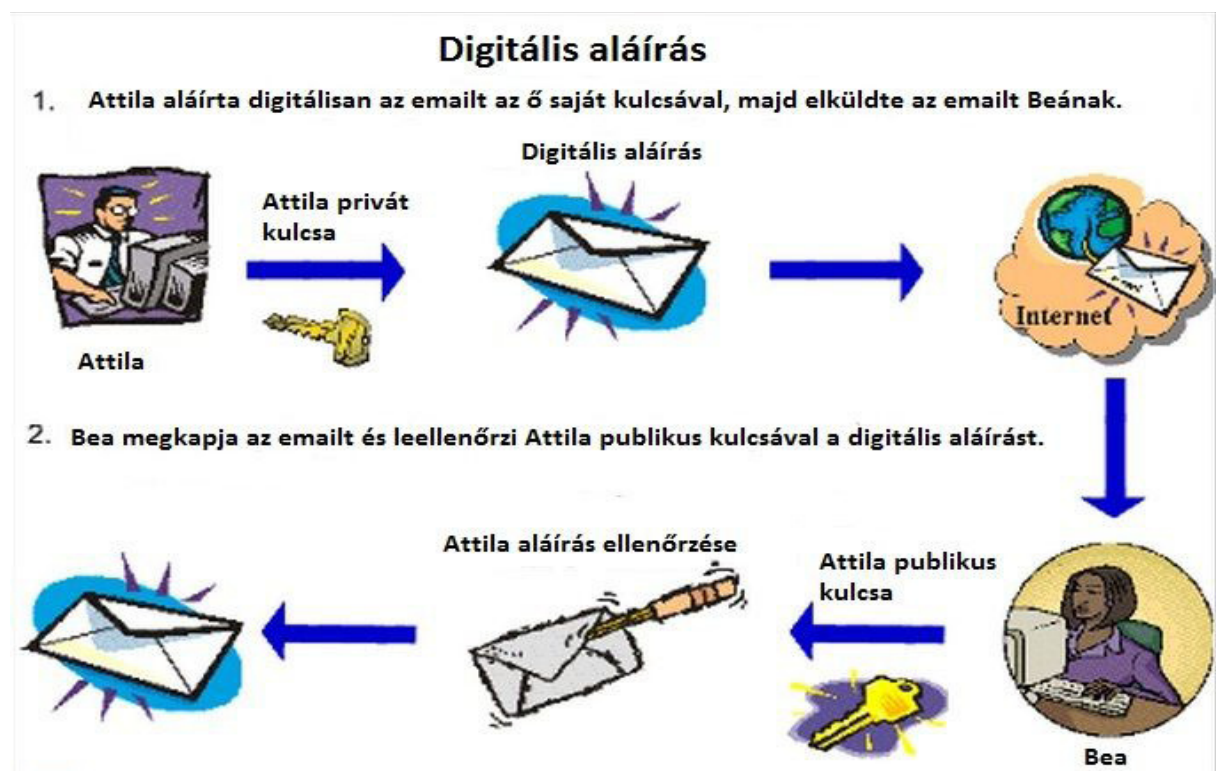 Digitális aláírás
1. Attila aláírta digitálisan az emailt az ő saját kulcsával, majd elküldte az emailt Beának.
Digitális aláírás
Attila privát
kulcsa
Internet
Attila
2. Bea megkapja az emailt és leellenőrzi Attila publikus kulcsával a digitális aláírást.
Attila aláírás ellenőrzése
Attila publikus
kulcsa
Bea